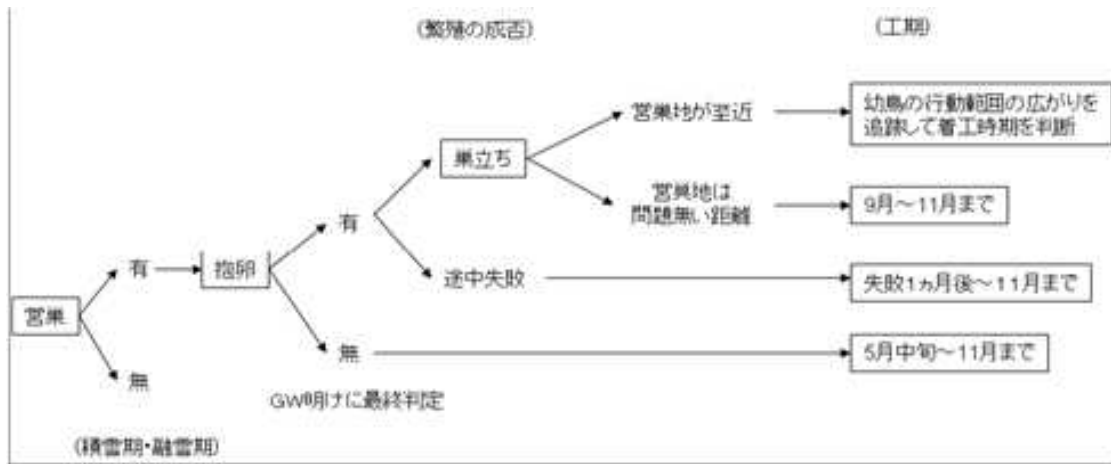 (繁殖の成否)
(工期)
営巣地が至近
幼鳥の行動範囲の広がりを
追跡して着工時期を判断
巣立ち
営巣地は
問題無い距離
9月～11月まで
有
途中失敗
失敗1ヵ月後～11月まで
有
抱卵
営巣
無
5月中旬～11月まで
無
GW明けに最終判定
(積雪期・融雪期)